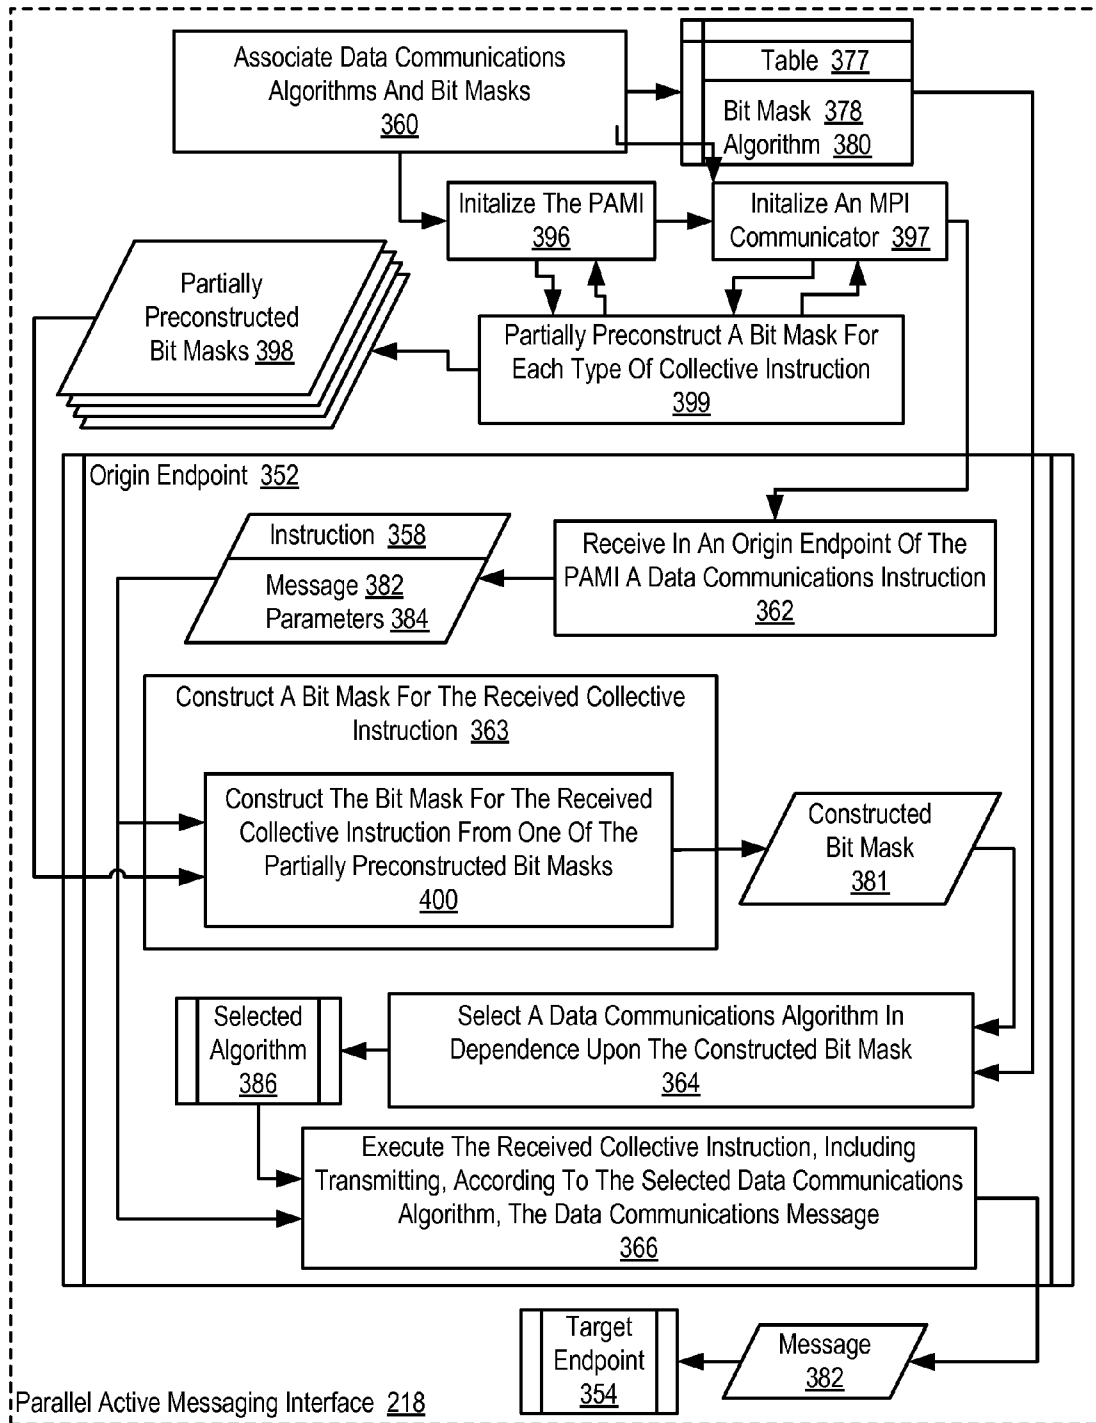 Associate Data Communications
Algorithms And Bit Masks
360
Table 377
Bit Mask 378
Algorithm 380
Initalize The PAMI
396
Initalize An MPI
Communicator 397
Partially
Preconstructed
Bit Masks 398
Partially Preconstruct A Bit Mask For
Each Type Of Collective Instruction
399
Origin Endpoint 352
Instruction 358
Message 382
Parameters 384
Receive In An Origin Endpoint Of The
PAMI A Data Communications Instruction
362
Construct A Bit Mask For The Received Collective
Instruction 363
Construct The Bit Mask For The Received
Collective Instruction From One Of The
Partially Preconstructed Bit Masks
400
Constructed
Bit Mask
381
Selected
Algorithm
386
Select A Data Communications Algorithm In
Dependence Upon The Constructed Bit Mask
364
Execute The Received Collective Instruction, Including
Transmitting, According To The Selected Data Communications
Algorithm, The Data Communications Message
366
Target
Endpoint
354
Message
382
Parallel Active Messaging Interface 218